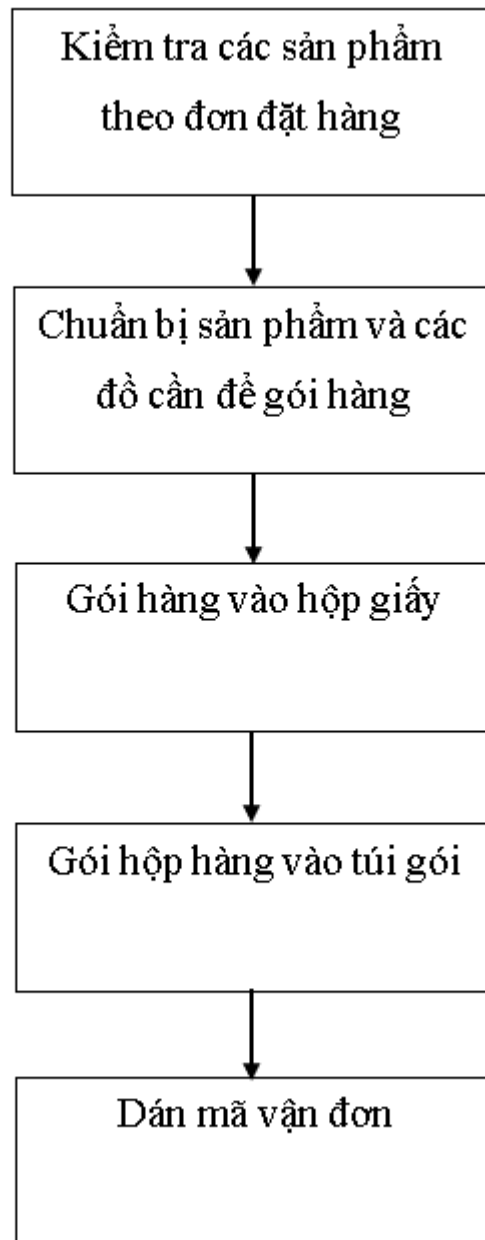 Kiểm tra các sản phẩm
theo đơn đặt hàng
Chuẩn bị sản phẩm và các
đồ cần để gói hàng
Gói hàng vào hộp giấy
Gói hộp hàng vào túi gói
Dán mã vận đơn